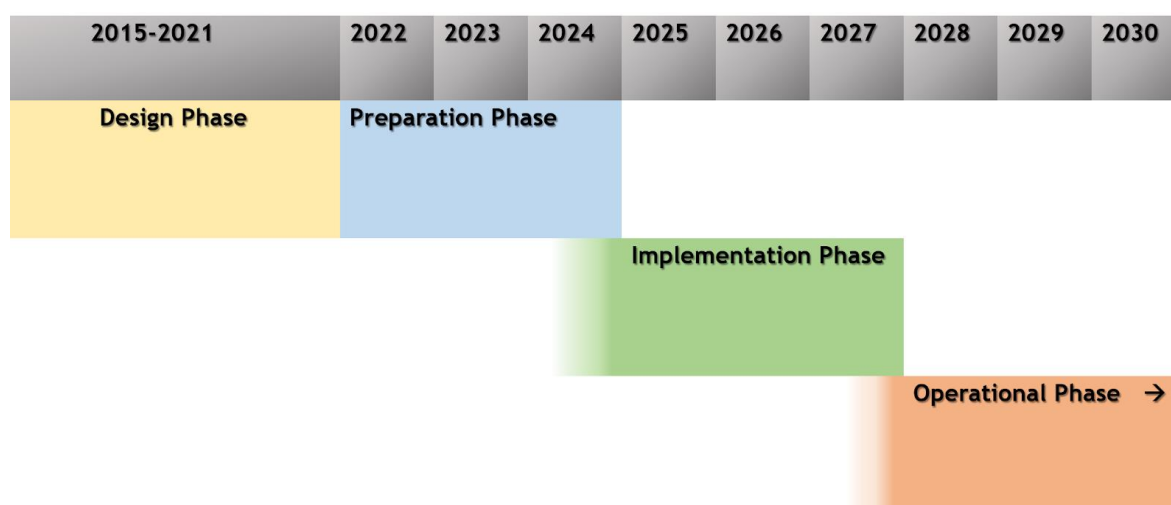 2015-2021 2022 2023 2024 2025 2026 2027 2028 2029 2030
Design Phase Preparation Phase
Implementation Phase
Operational Phase →